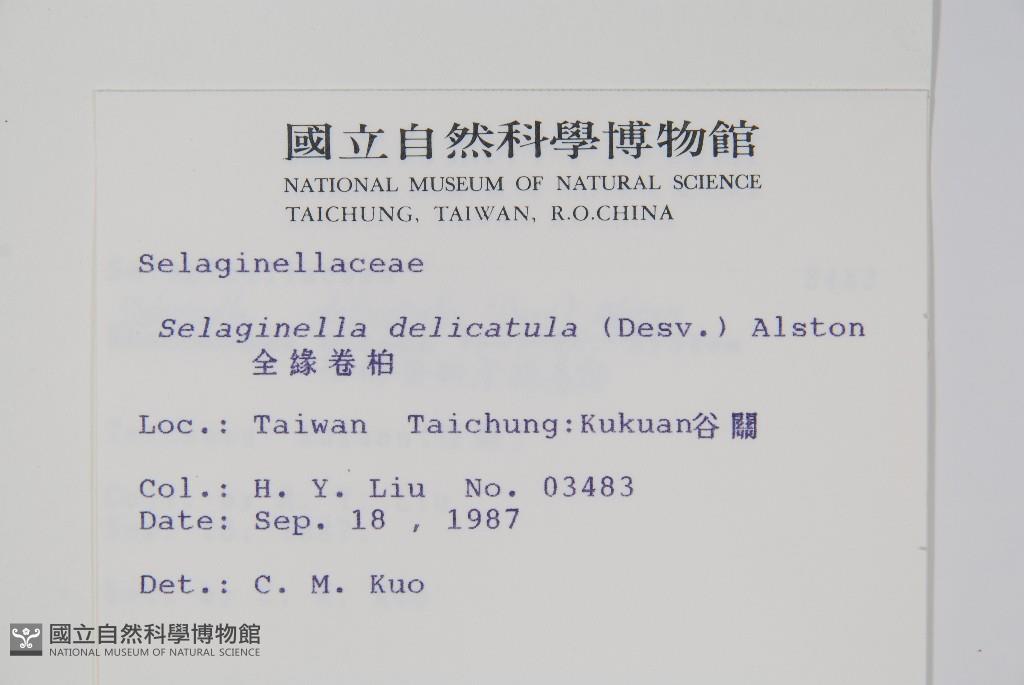 國立自然科學博物館
NATIONAL MUSEUM OF NATURAL SCIENCE
TAICHUNG, TAIWAN, R.O.CHINA
Selaginellaceae
Selaginella delicatula (Desv.) Alston
全緣卷柏
Loc.: Taiwan Taichung:Kukuan谷關
Col.: H. Y. Liu No. 03483
Date: Sep. 18 , 1987
Det.: C. M. Kuo
國立自然科學博物館
NATIONAL MUSEUM OF NATURAL SCIENCE